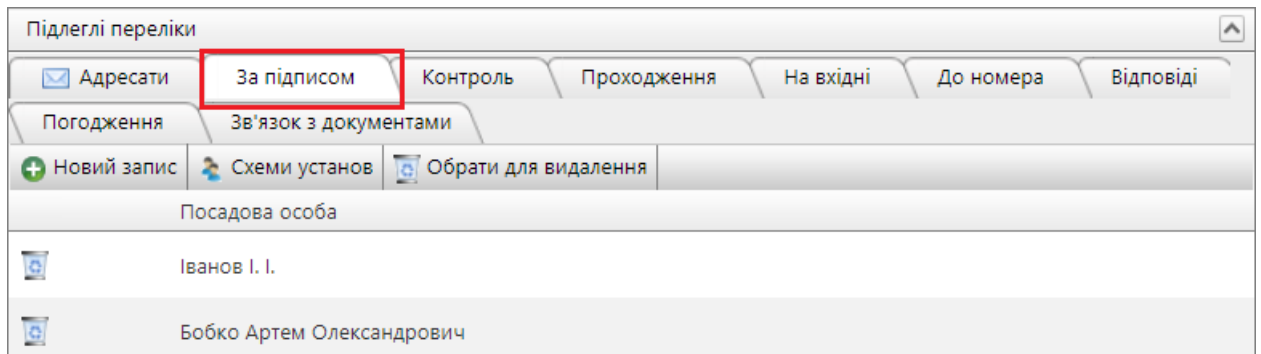 Підлеглі переліки
Адресати За підписом Контроль Проходження На вхідні До номера Відповіді
Погодження Зв'язок з документами
Новий запис Схеми установ Обрати для видалення
Посадова особа
Іванов І. І.
Бобко Артем Олександрович